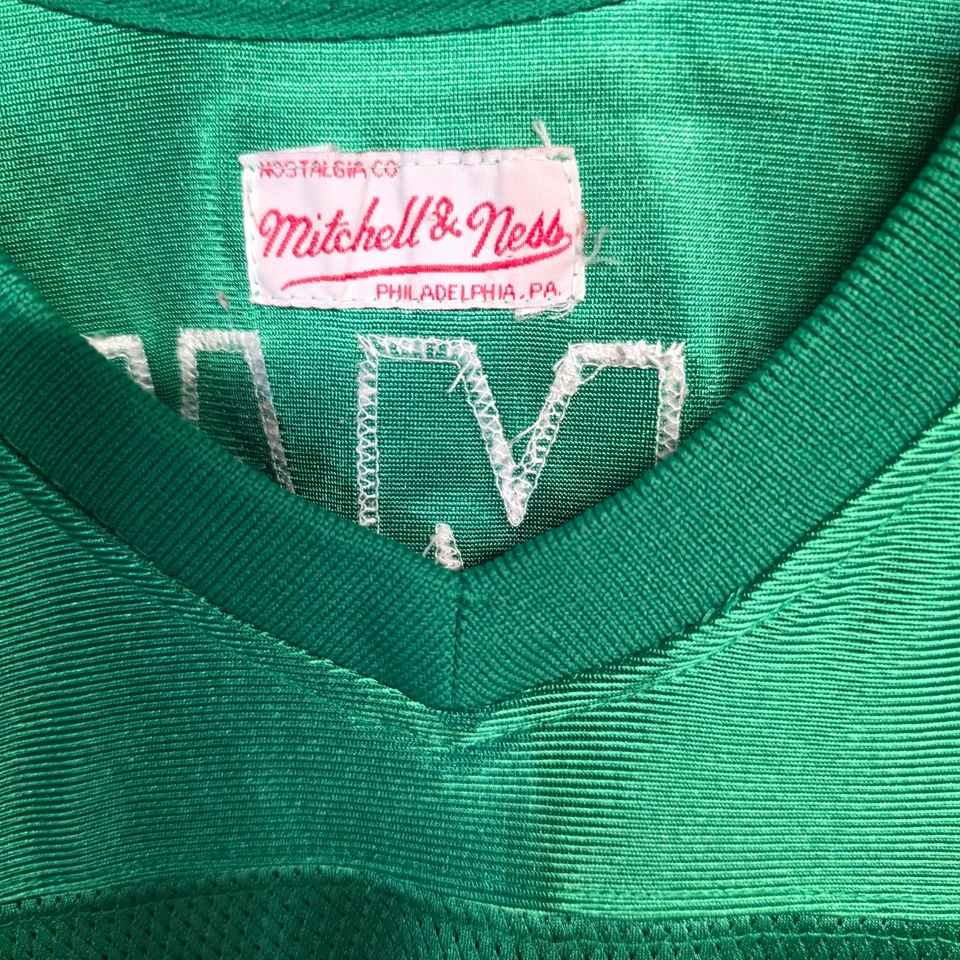 NOSTALGIA CO
Mitchell & Ness
PHILADELPHIA, PA.